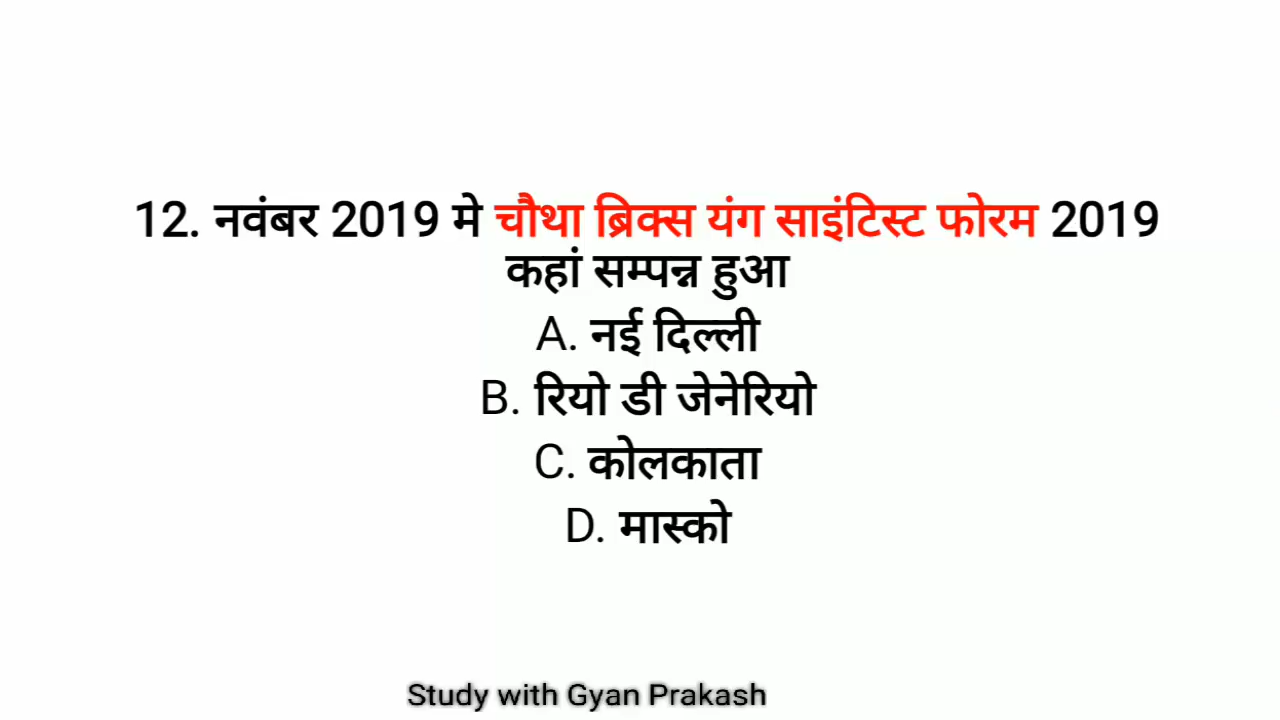 12. नवंबर 2019 मे चौथा ब्रिक्स यंग साइंटिस्ट फोरम 2019
कहां सम्पन्न हुआ
A. नई दिल्ली
B. रियो डी जेनेरियो
C. कोलकाता
D. मास्को
Study with Gyan Prakash